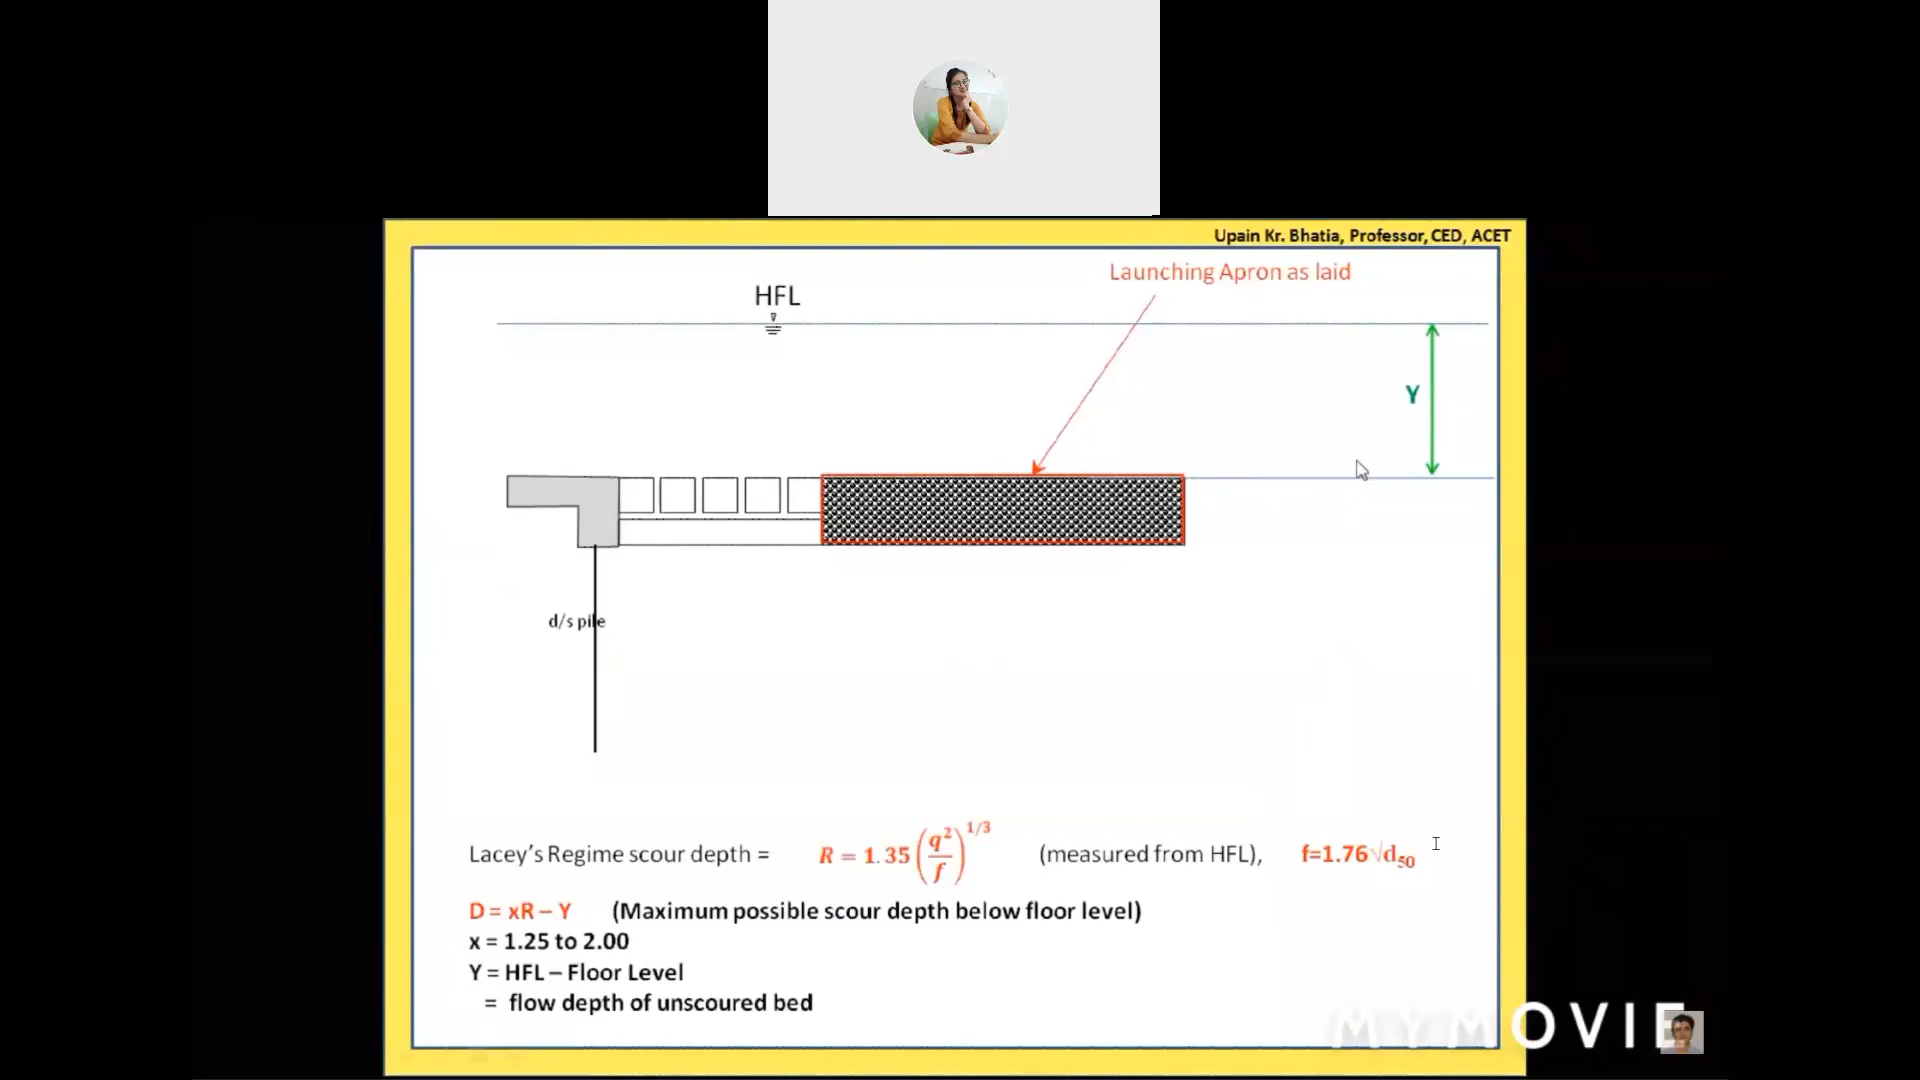 Upain Kr. Bhatia, Professor, CED, ACET
Launching Apron as laid
HFL
Y
d/s pile
Lacey's Regime scour depth = R = 1.35 (q²/f)^1/3 (measured from HFL), f=1.76√d₅₀
D = xR – Y (Maximum possible scour depth below floor level)
x = 1.25 to 2.00
Y = HFL – Floor Level
= flow depth of unscoured bed
MYMOVIE